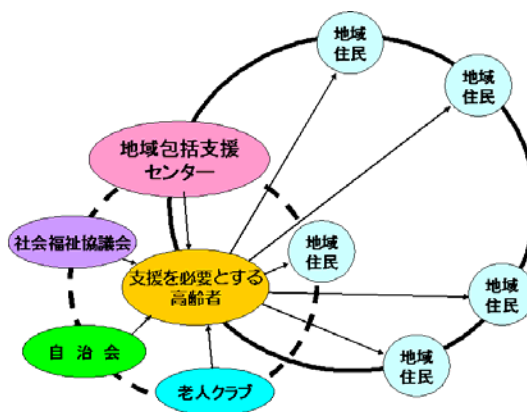 地域
住民
地域
住民
地域包括支援
センター
社会福祉協議会
地域
住民
支援を必要とする
高齢者
地域
住民
自 治 会
地域
住民
老人クラブ